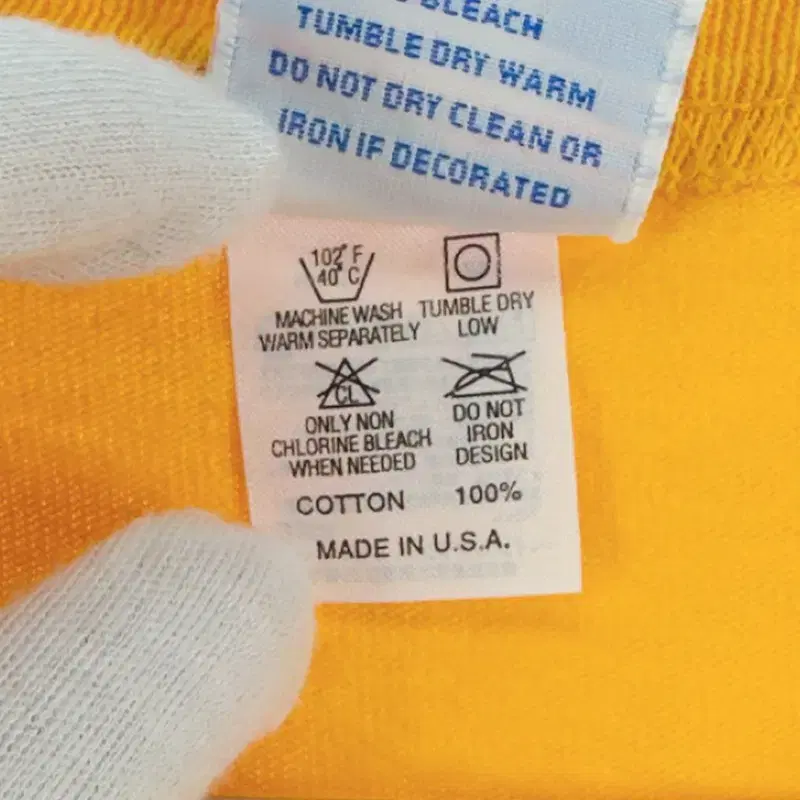 BLEACH
TUMBLE DRY WARM
DO NOT DRY CLEAN OR
IRON IF DECORATED
102° F
40° C
MACHINE WASH
WARM SEPARATELY
TUMBLE DRY
LOW
CL
ONLY NON
CHLORINE BLEACH
WHEN NEEDED
DO NOT
IRON
DESIGN
COTTON 100%
MADE IN U.S.A.